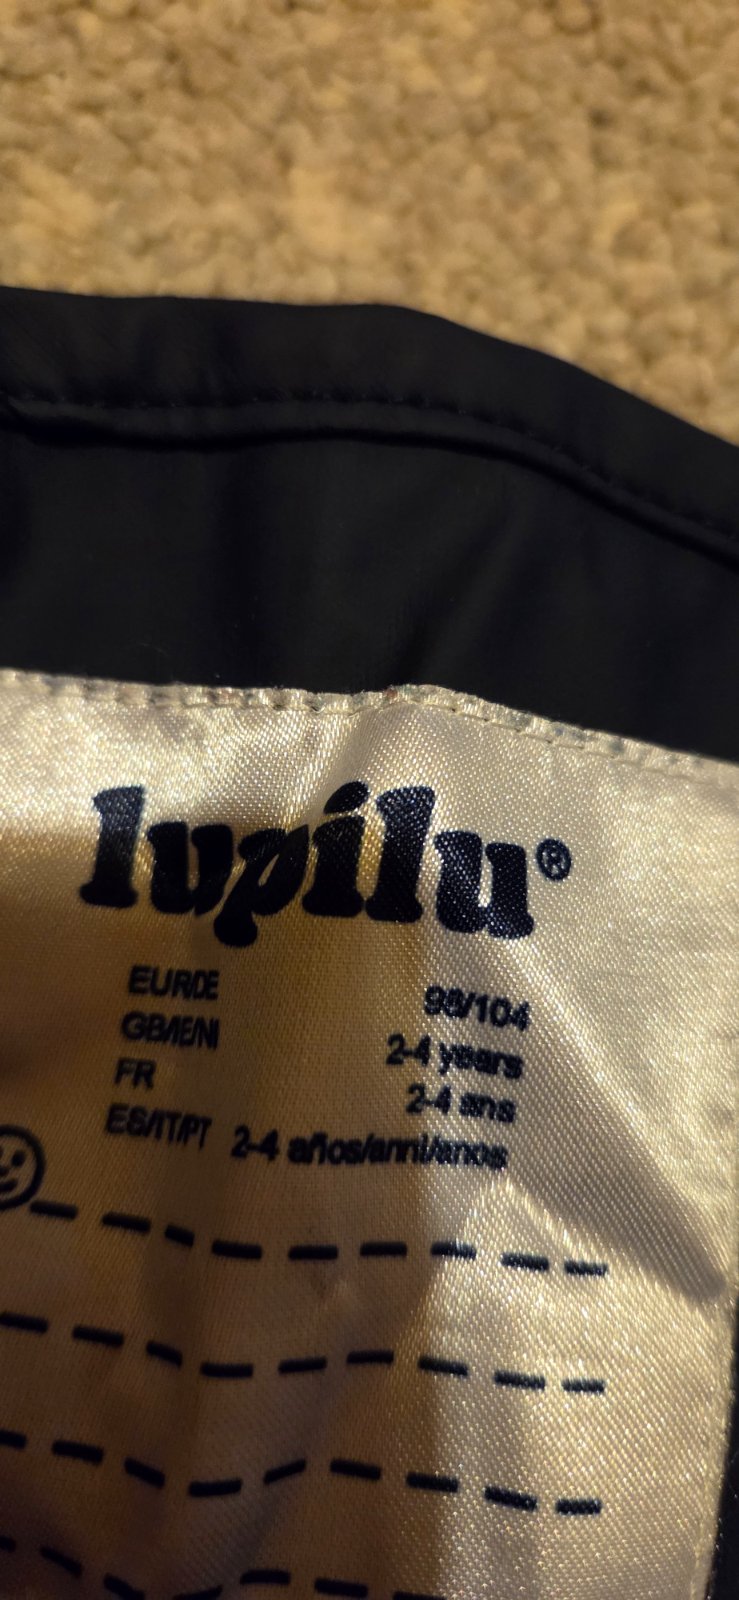 lupilu®
EUR/DE 98/104
GB/IE/NI 2-4 years
FR 2-4 ans
ES/IT/PT 2-4 años/anni/anos